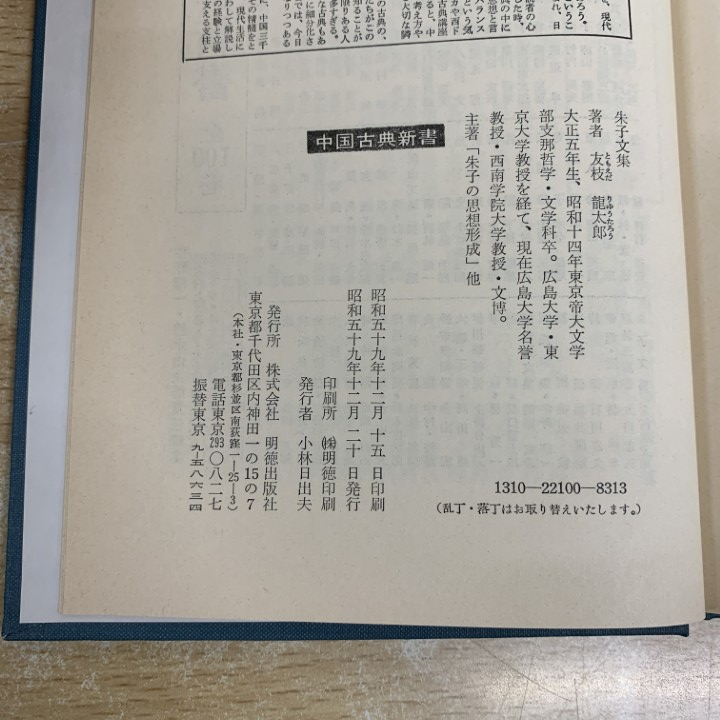 朱子文集
著者　友枝　龍太郎
ともえだ　りゅうたろう
大正五年生、昭和十四年東京帝大文学
部支那哲学・文学科卒。広島大学・東
京大学教授を経て、現在広島大学名誉
教授・西南学院大学教授・文博。
主著「朱子の思想形成」他
中国古典新書
昭和五十九年十二月 十五 日印刷
昭和五十九年十二月 二十 日発行
印刷所　㈱明徳印刷
発行者　小林日出夫
発行所　株式会社　明徳出版社
東京都千代田区内神田一の15の7
（本社・東京都杉並区南荻窪一―25―3）
電話東京293〇八二七
振替東京 九―五八六三四
1310―22100―8313
（乱丁・落丁はお取り替えいたします。）